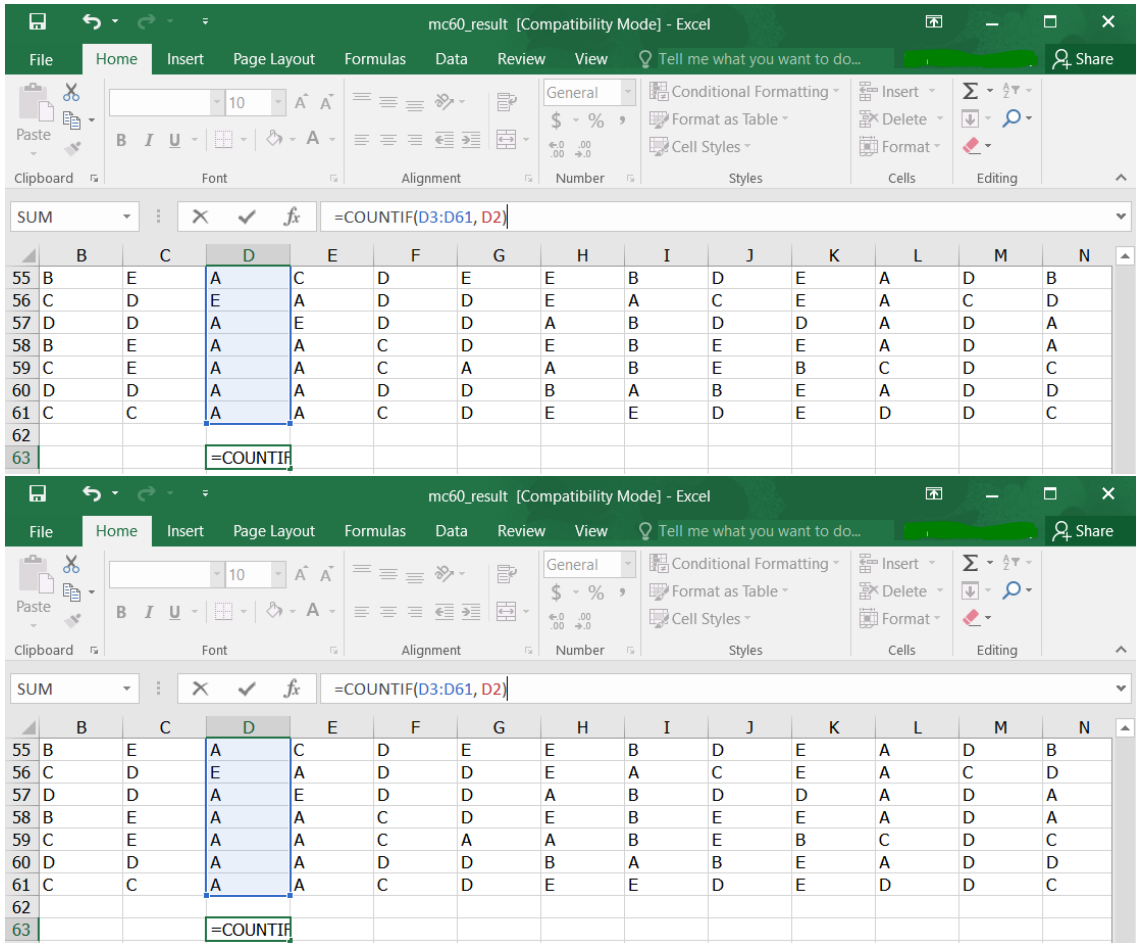 mc60_result [Compatibility Mode] - Excel
File Home Insert Page Layout Formulas Data Review View Tell me what you want to do... Share
10 A A General Conditional Formatting Insert Σ
Paste $ % , Format as Table Delete
B I U A Cell Styles Format
Clipboard Font Alignment Number Styles Cells Editing
SUM fx =COUNTIF(D3:D61, D2)
B C D E F G H I J K L M N
55 B E A C D E E B D E A D B
56 C D E A D D E A C E A C D
57 D D A E D D A B D D A D A
58 B E A A C D E B E E A D A
59 C E A A C A A B E B C D C
60 D D A A D D B A B E A D D
61 C C A A C D E E D E D D C
62
63 =COUNTIF
mc60_result [Compatibility Mode] - Excel
File Home Insert Page Layout Formulas Data Review View Tell me what you want to do... Share
10 A A General Conditional Formatting Insert Σ
Paste $ % , Format as Table Delete
B I U A Cell Styles Format
Clipboard Font Alignment Number Styles Cells Editing
SUM fx =COUNTIF(D3:D61, D2)
B C D E F G H I J K L M N
55 B E A C D E E B D E A D B
56 C D E A D D E A C E A C D
57 D D A E D D A B D D A D A
58 B E A A C D E B E E A D A
59 C E A A C A A B E B C D C
60 D D A A D D B A B E A D D
61 C C A A C D E E D E D D C
62
63 =COUNTIF